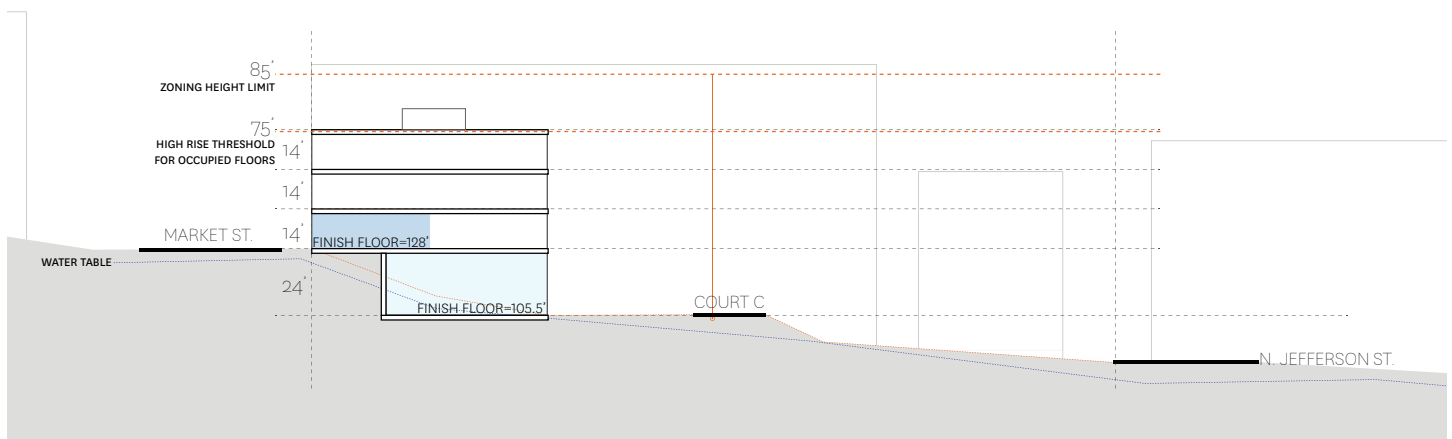 85'
ZONING HEIGHT LIMIT
75'
HIGH RISE THRESHOLD
FOR OCCUPIED FLOORS
14'
14'
14'
MARKET ST.
FINISH FLOOR=128'
WATER TABLE
24'
FINISH FLOOR=105.5'
COURT C
N. JEFFERSON ST.